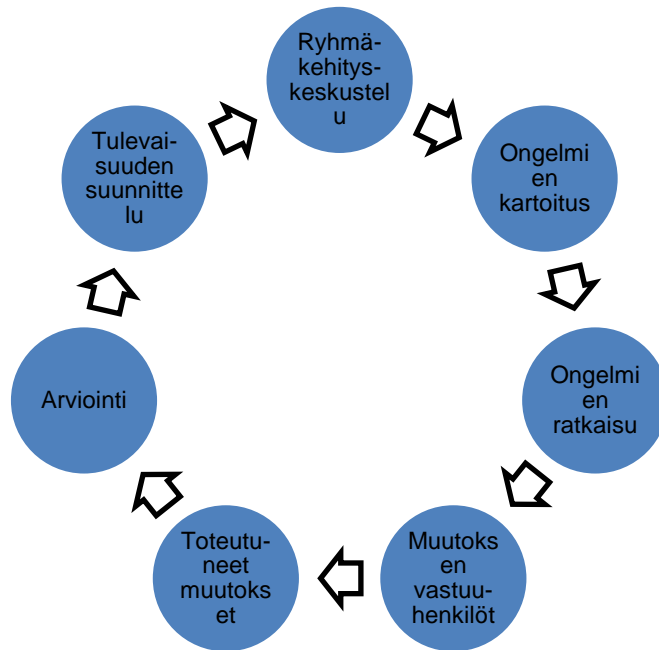 Ryhmä-
kehitys-
keskustel
u
Ongelmi
en
kartoitus
Ongelmi
en
ratkaisu
Muutoks
en
vastuu-
henkilöt
Toteutu-
neet
muutoks
et
Arviointi
Tulevai-
suuden
suunnitte
lu